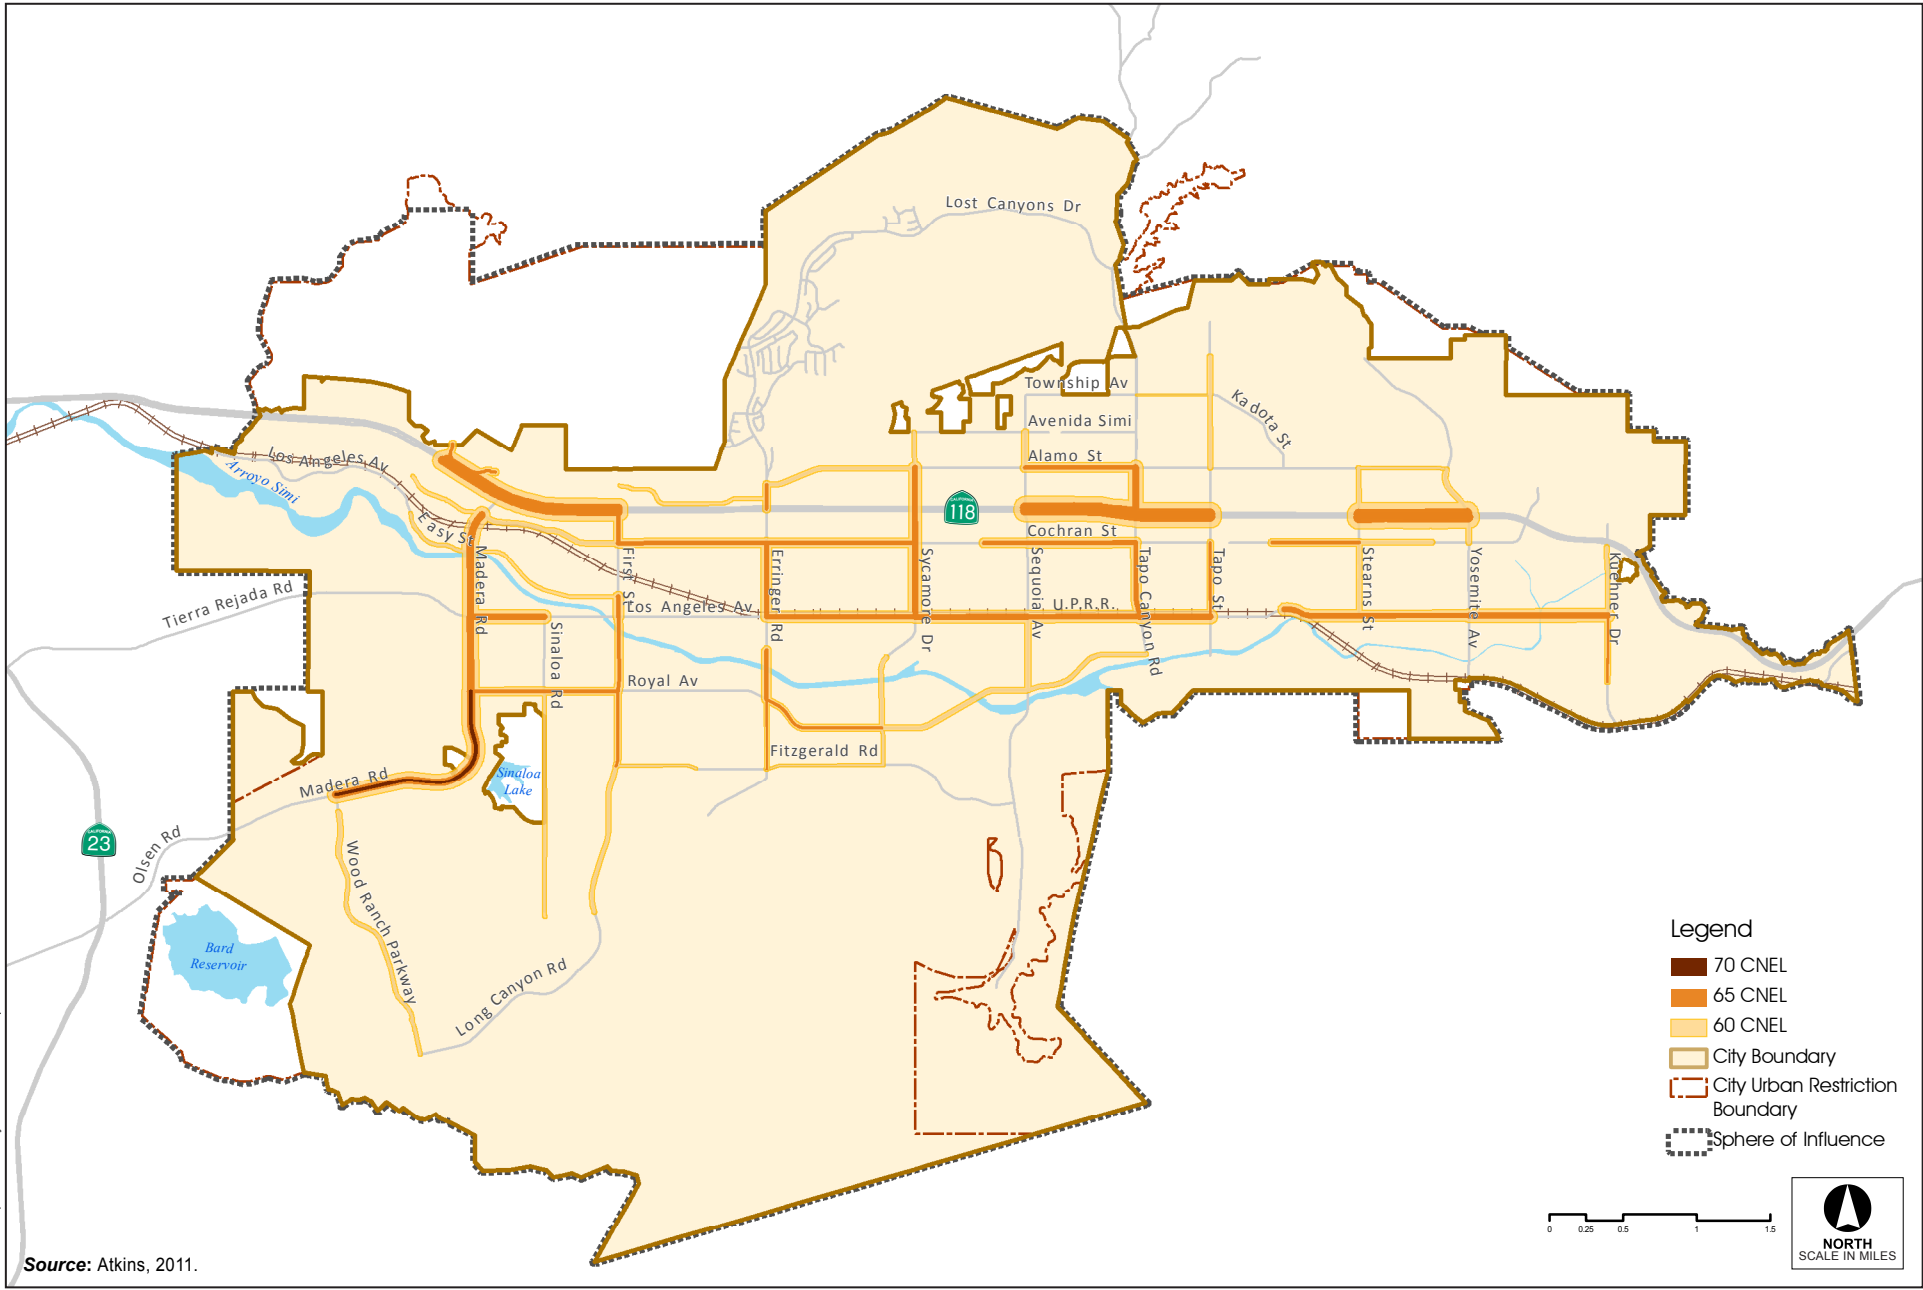 Lost Canyons Dr
Township Av
Kadota St
Avenida Simi
Los Angeles Av
Alamo St
Arroyo Simi
CALIFORNIA
118
Easy St
Cochran St
Madera Rd
First St
Erringer Rd
Sycamore Dr
Sequoia Av
Tapo Canyon Rd
Tapo St
Stearns St
Yosemite Av
Kuehner Dr
Tierra Rejada Rd
Los Angeles Av
U.P.R.R.
Sinaloa Rd
Royal Av
Fitzgerald Rd
Madera Rd
Sinaloa
Lake
CALIFORNIA
23
Olsen Rd
Wood Ranch Parkway
Bard
Reservoir
Long Canyon Rd
Legend
70 CNEL
65 CNEL
60 CNEL
City Boundary
City Urban Restriction
Boundary
Sphere of Influence
0 0.25 0.5 1 1.5
NORTH
SCALE IN MILES
Source: Atkins, 2011.